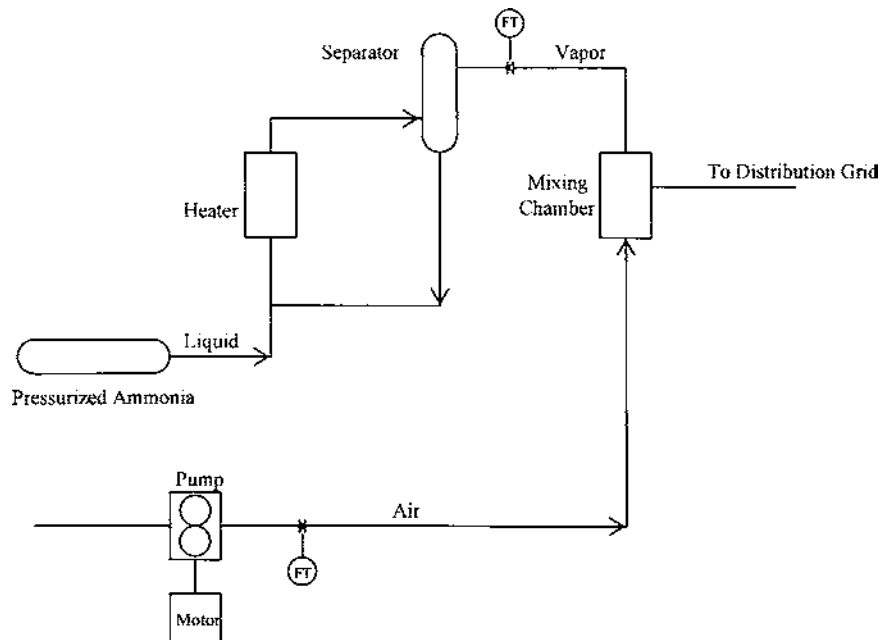 FT
Separator
Vapor
To Distribution Grid
Mixing
Chamber
Heater
Liquid
Pressurized Ammonia
Pump
Air
FT
Motor